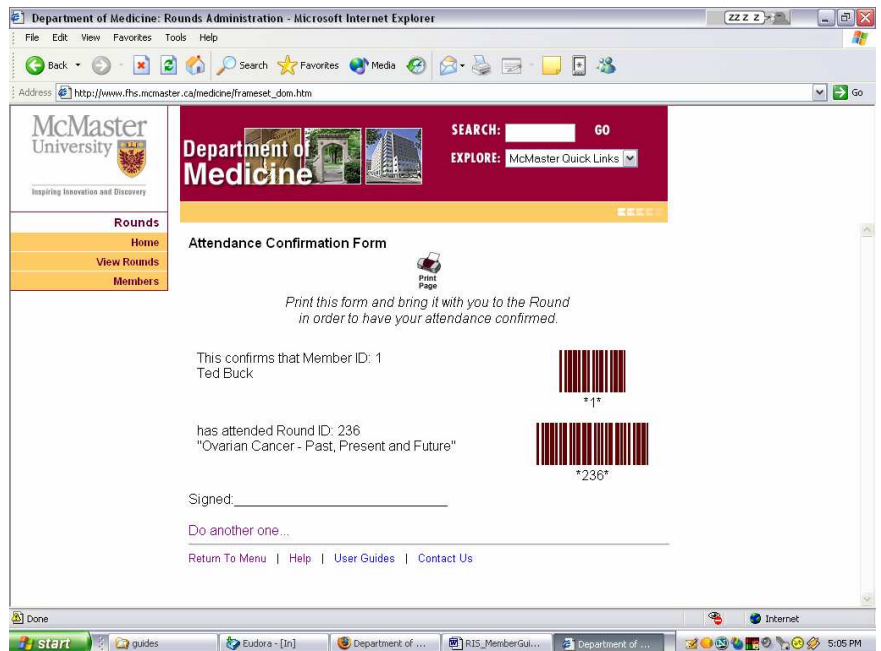 Department of Medicine: Rounds Administration - Microsoft Internet Explorer
zz z z
File Edit View Favorites Tools Help
Back Search Favorites Media
Address http://www.fhs.mcmaster.ca/medicine/frameset_dom.htm Go
McMaster
University
Inspiring Innovation and Discovery
Department of
Medicine
SEARCH: GO
EXPLORE: McMaster Quick Links
Rounds
Home
View Rounds
Members
Attendance Confirmation Form
Print
Page
Print this form and bring it with you to the Round
in order to have your attendance confirmed.
This confirms that Member ID: 1
Ted Buck
*1*
has attended Round ID: 236
"Ovarian Cancer - Past, Present and Future"
*236*
Signed:
Do another one...
Return To Menu | Help | User Guides | Contact Us
Done Internet
start guides Eudora - [In] Department of ... RIS_MemberGui... Department of ... 5:05 PM